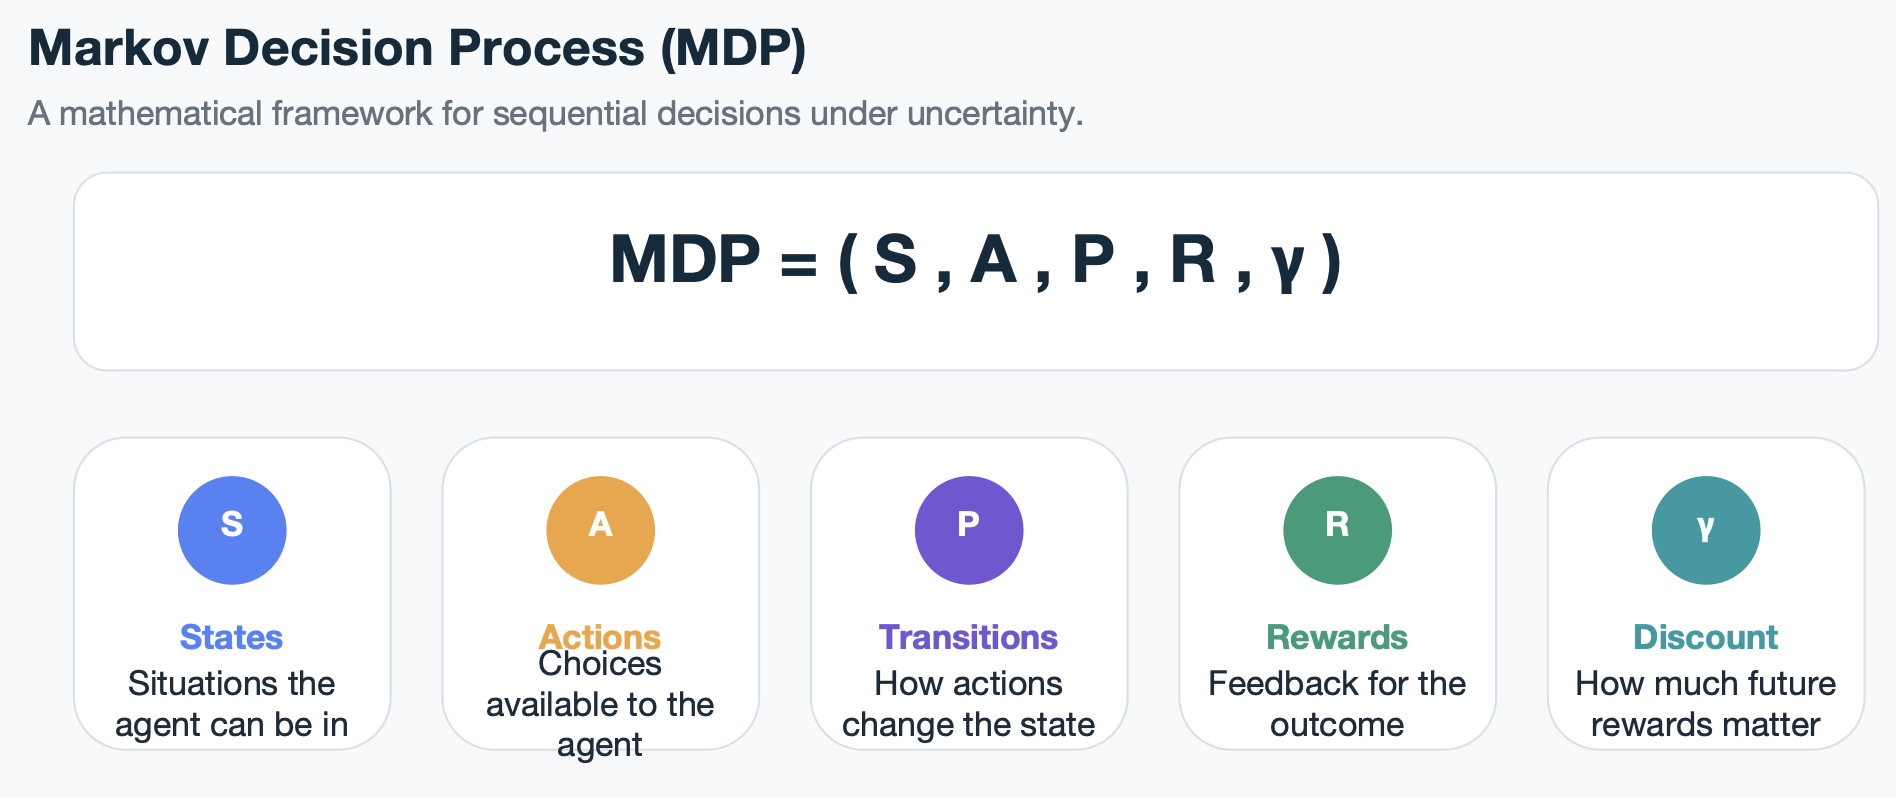 Markov Decision Process (MDP)
A mathematical framework for sequential decisions under uncertainty.
MDP = ( S , A , P , R , γ )
S
States
Situations the
agent can be in
A
Actions
Choices
available to the
agent
P
Transitions
How actions
change the state
R
Rewards
Feedback for the
outcome
γ
Discount
How much future
rewards matter